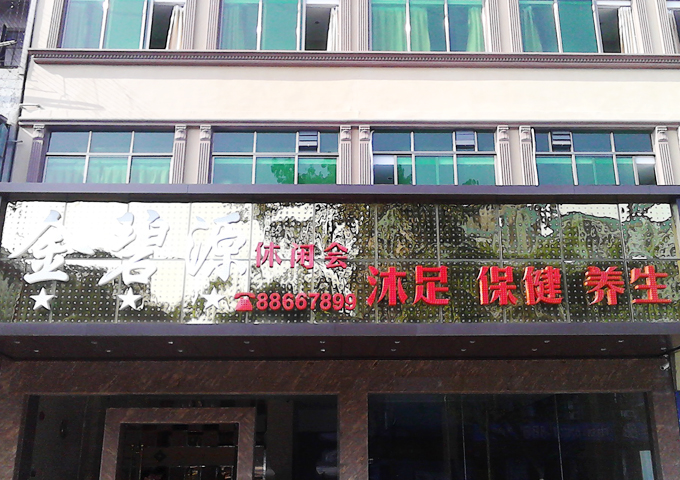 金碧源
休闲会
☎88667899
沐足 保健 养生